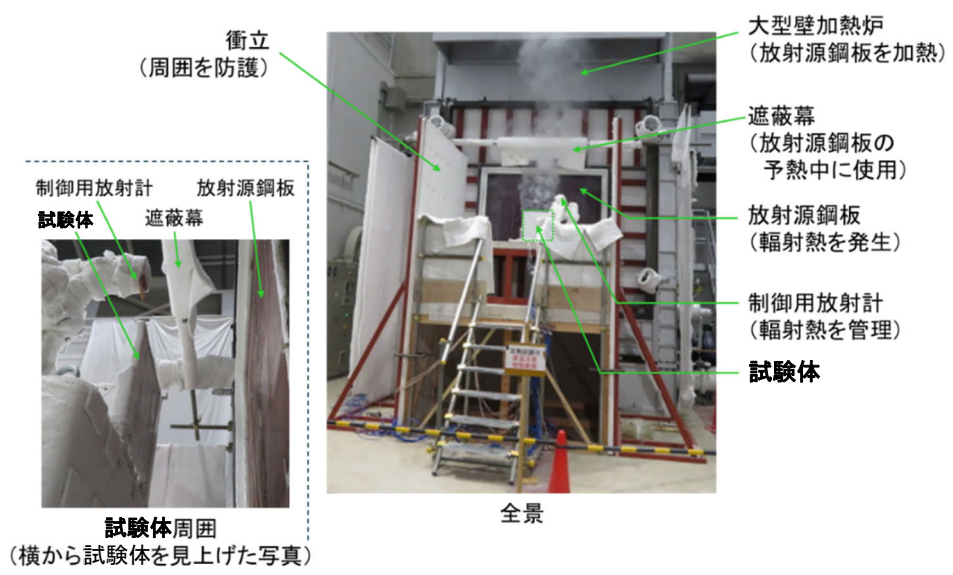 衝立
(周囲を防護)
大型壁加熱炉
(放射源鋼板を加熱)
遮蔽幕
(放射源鋼板の
予熱中に使用)
放射源鋼板
(輻射熱を発生)
制御用放射計
(輻射熱を管理)
試験体
全景
制御用放射計
放射源鋼板
試験体
遮蔽幕
試験体周囲
(横から試験体を見上げた写真)